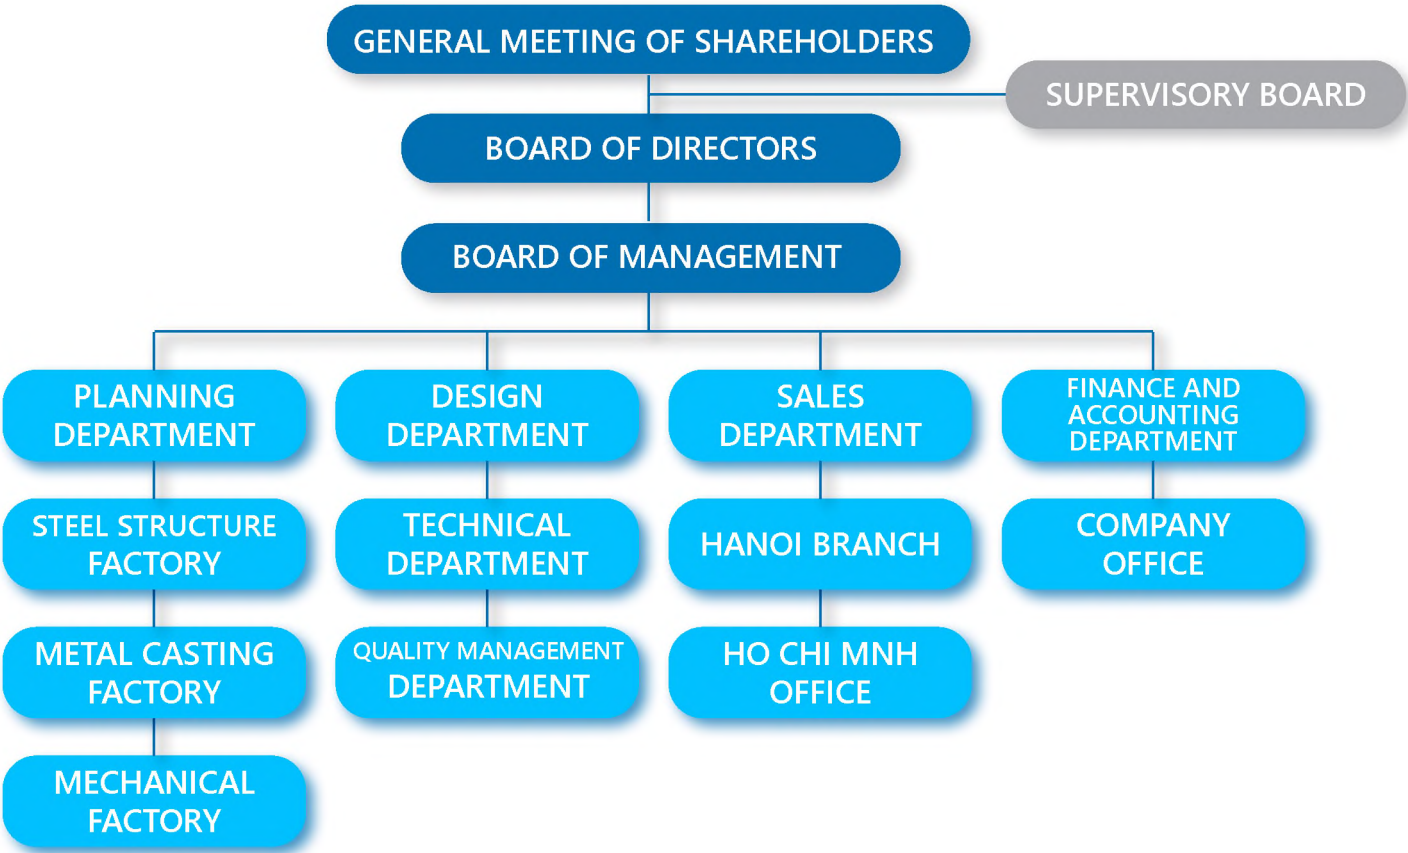 GENERAL MEETING OF SHAREHOLDERS
SUPERVISORY BOARD
BOARD OF DIRECTORS
BOARD OF MANAGEMENT
PLANNING
DEPARTMENT
DESIGN
DEPARTMENT
SALES
DEPARTMENT
FINANCE AND
ACCOUNTING
DEPARTMENT
STEEL STRUCTURE
FACTORY
TECHNICAL
DEPARTMENT
HANOI BRANCH
COMPANY
OFFICE
METAL CASTING
FACTORY
QUALITY MANAGEMENT
DEPARTMENT
HO CHI MNH
OFFICE
MECHANICAL
FACTORY